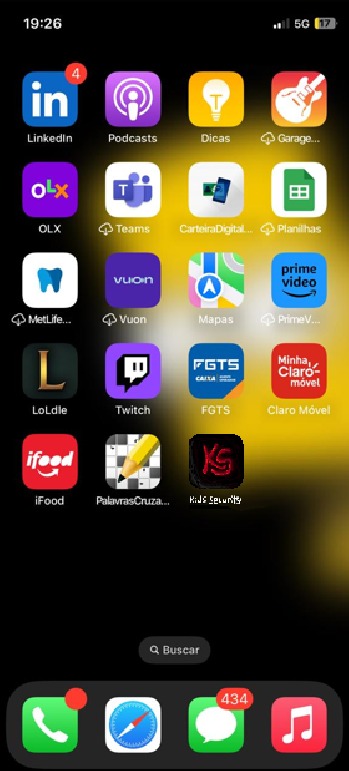 19:26
5G 17
4
in
LinkedIn Podcasts Dicas Garage...
OLX
T
OLX Teams CarteiraDigital... Planilhas
VUON
prime video
MetLife... Vuon Mapas PrimeV...
L
FGTS
CAIXA
Minha
Claro-
móvel
LoLdle Twitch FGTS Claro Móvel
ifood
KS
iFood PalavrasCruza... Kids Security
Buscar
434